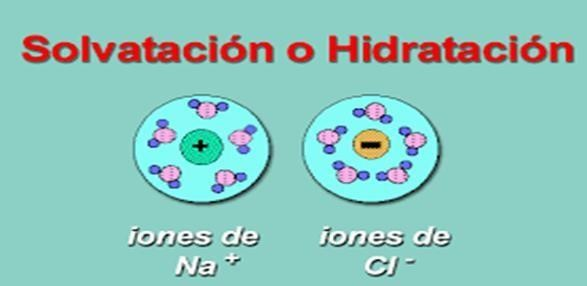 Solvatación o Hidratación
+
iones de
Na +
-
iones de
Cl -